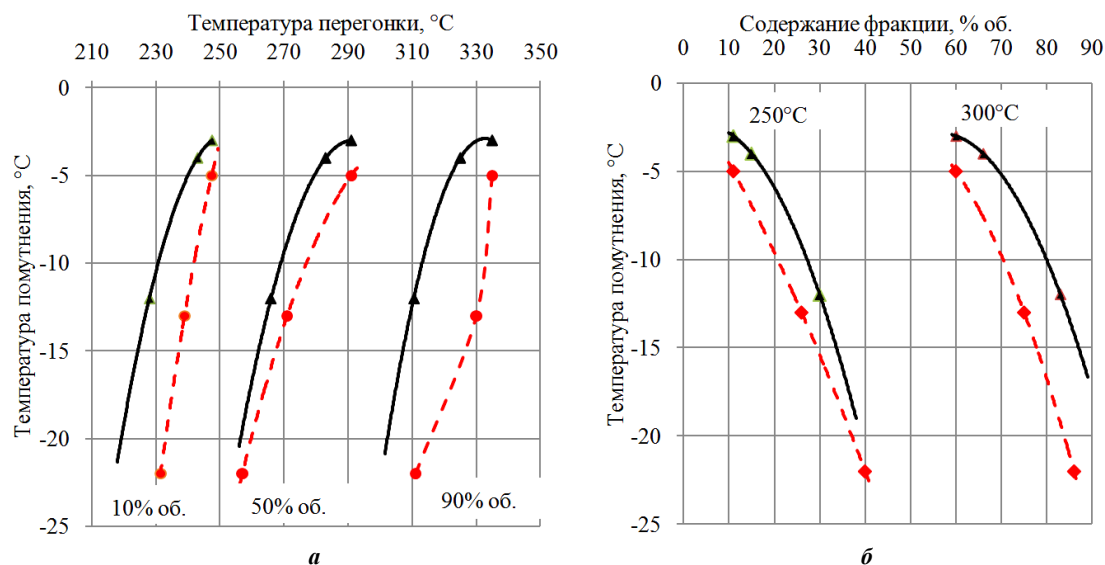 Температура перегонки, °С
210 230 250 270 290 310 330 350
Температура помутнения, °С
0
-5
-10
-15
-20
-25
10% об. 50% об. 90% об.
а
Содержание фракции, % об.
0 10 20 30 40 50 60 70 80 90
Температура помутнения, °С
0
-5
-10
-15
-20
-25
250°С 300°С
б